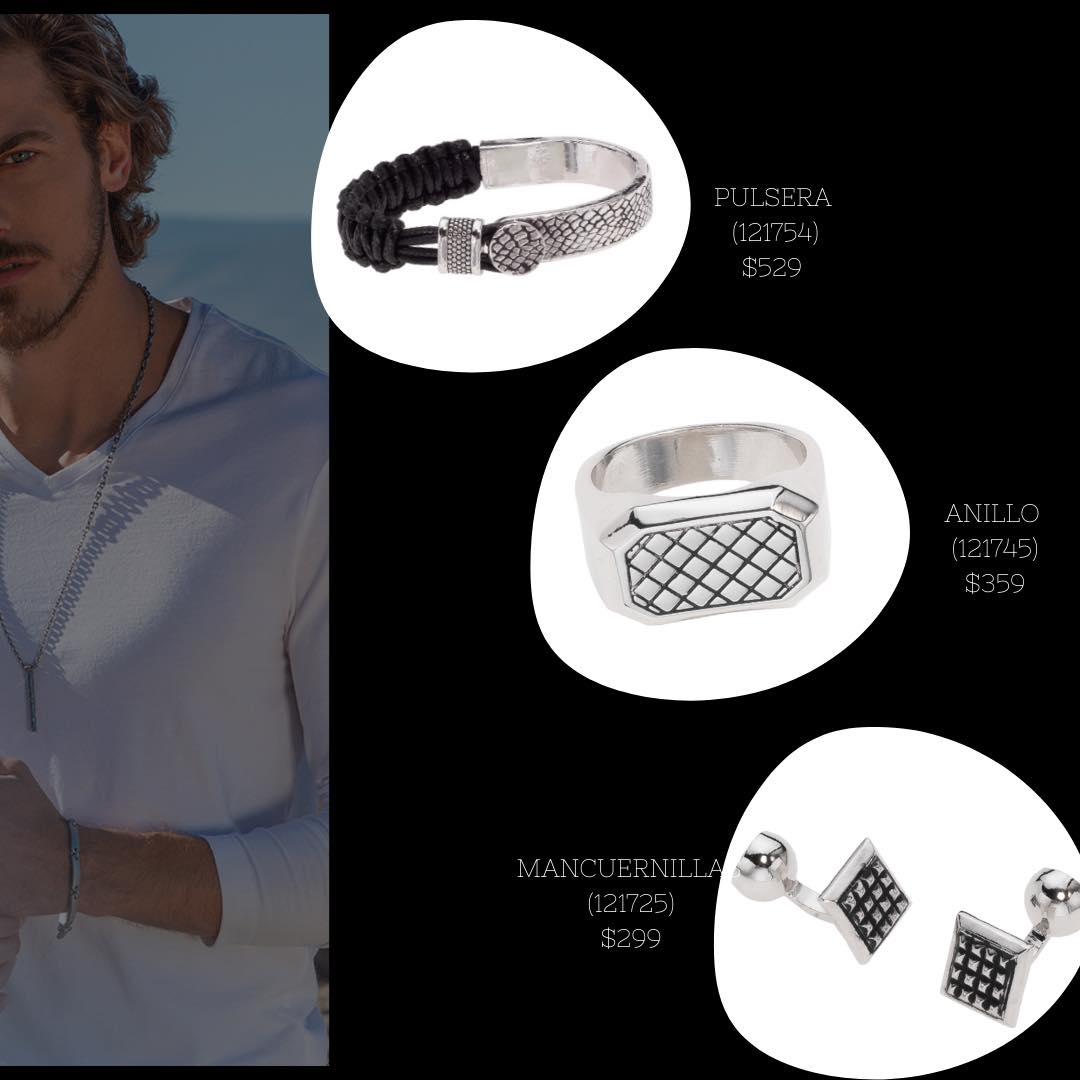 PULSERA
(121754)
$529
ANILLO
(121745)
$359
MANCUERNILLAS
(121725)
$299